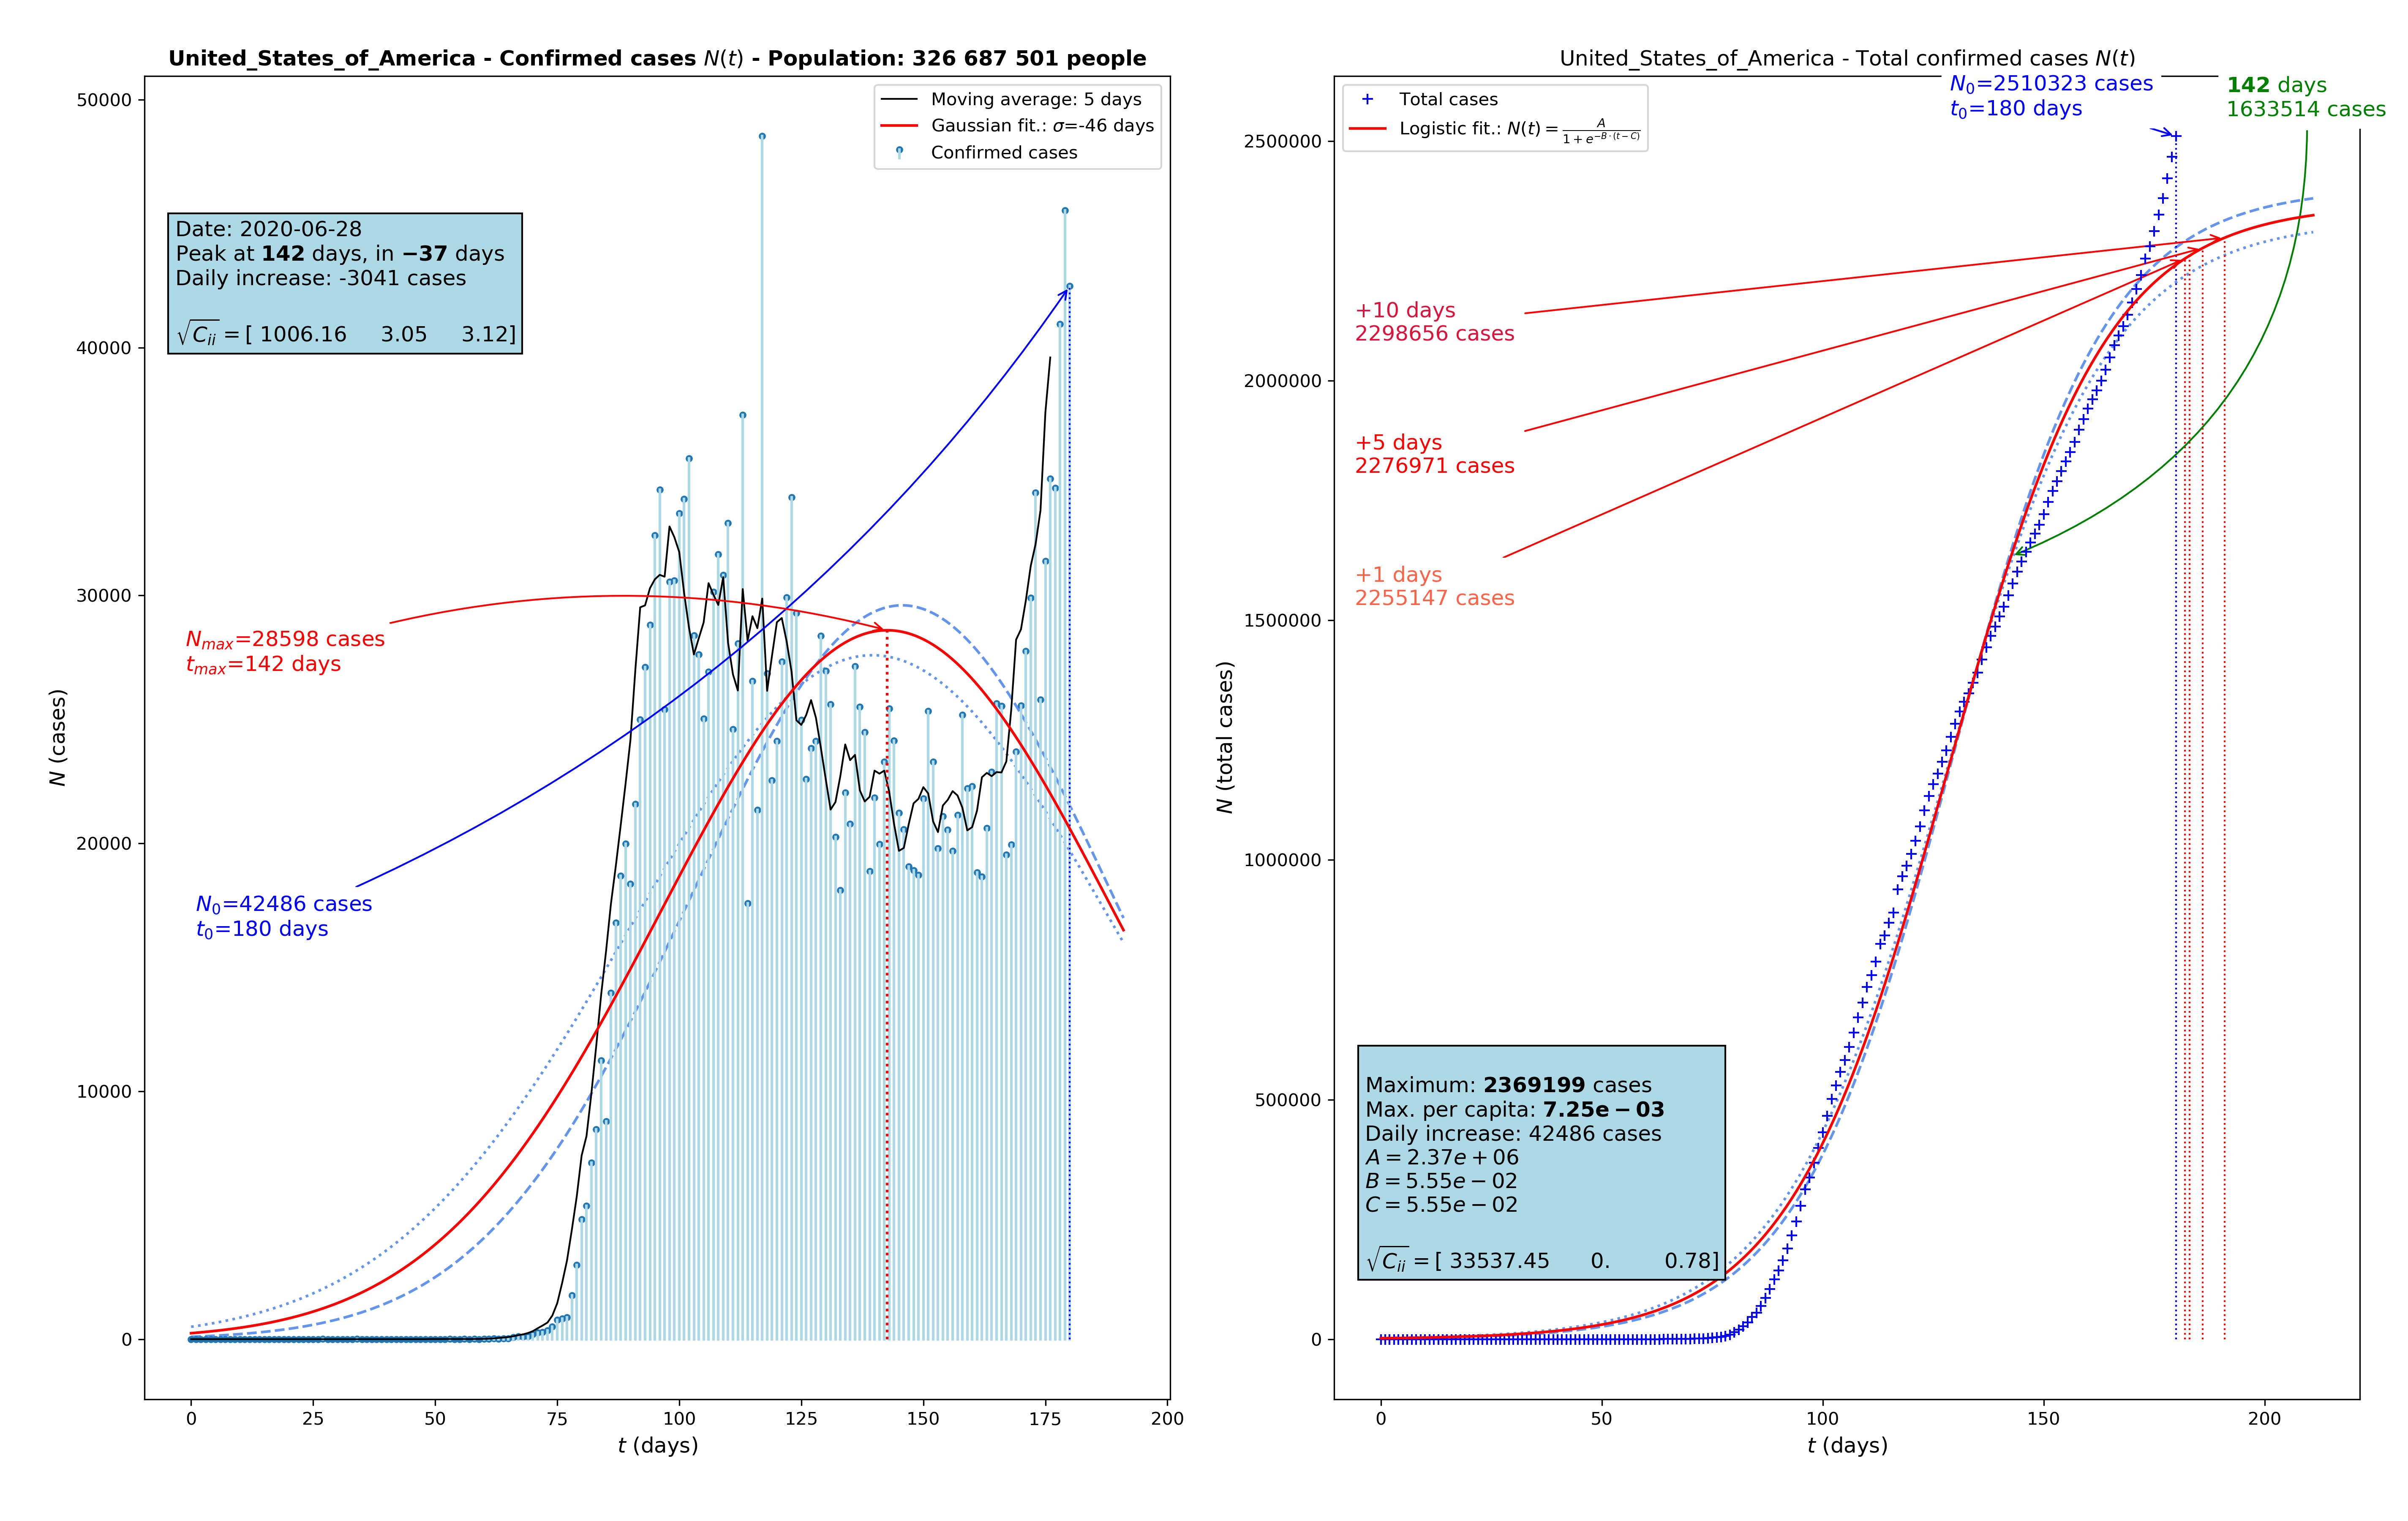 United_States_of_America - Confirmed cases N(t) - Population: 326 687 501 people
Moving average: 5 days
Gaussian fit.: σ=-46 days
Confirmed cases
Date: 2020-06-28
Peak at 142 days, in −37 days
Daily increase: -3041 cases
√C_ii = [ 1006.16 3.05 3.12]
N_max=28598 cases
t_max=142 days
N_0=42486 cases
t_0=180 days
N (cases)
50000
40000
30000
20000
10000
0
0 25 50 75 100 125 150 175 200
t (days)
United_States_of_America - Total confirmed cases N(t)
Total cases
Logistic fit.: N(t) = A / (1 + e^{−B·(t−C)})
N_0=2510323 cases
t_0=180 days
142 days
1633514 cases
+10 days
2298656 cases
+5 days
2276971 cases
+1 days
2255147 cases
Maximum: 2369199 cases
Max. per capita: 7.25e − 03
Daily increase: 42486 cases
A = 2.37e + 06
B = 5.55e − 02
C = 5.55e − 02
√C_ii = [ 33537.45 0. 0.78]
N (total cases)
2500000
2000000
1500000
1000000
500000
0
0 50 100 150 200
t (days)